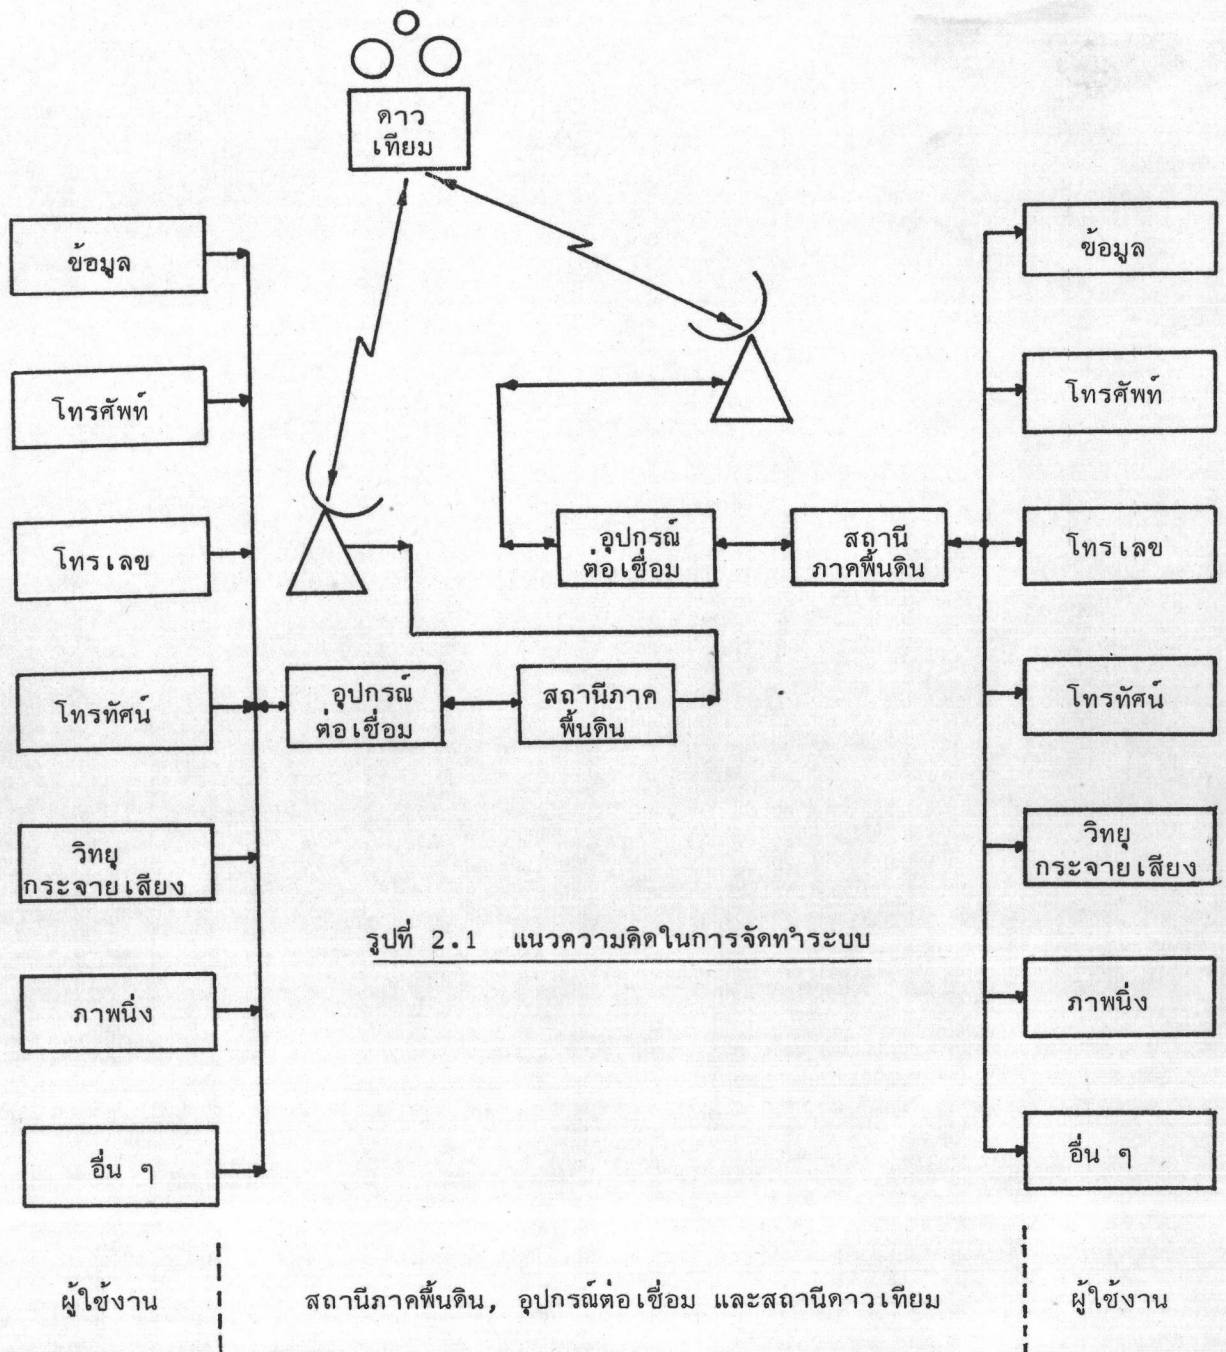 ดาว
เทียม
ข้อมูล
โทรศัพท์
โทรเลข
โทรทัศน์
วิทยุ
กระจายเสียง
ภาพนิ่ง
อื่น ๆ
อุปกรณ์
ต่อเชื่อม
สถานีภาค
พื้นดิน
อุปกรณ์
ต่อเชื่อม
สถานี
ภาคพื้นดิน
ข้อมูล
โทรศัพท์
โทรเลข
โทรทัศน์
วิทยุ
กระจายเสียง
ภาพนิ่ง
อื่น ๆ
รูปที่ 2.1 แนวความคิดในการจัดทำระบบ
ผู้ใช้งาน
สถานีภาคพื้นดิน, อุปกรณ์ต่อเชื่อม และสถานีดาวเทียม
ผู้ใช้งาน